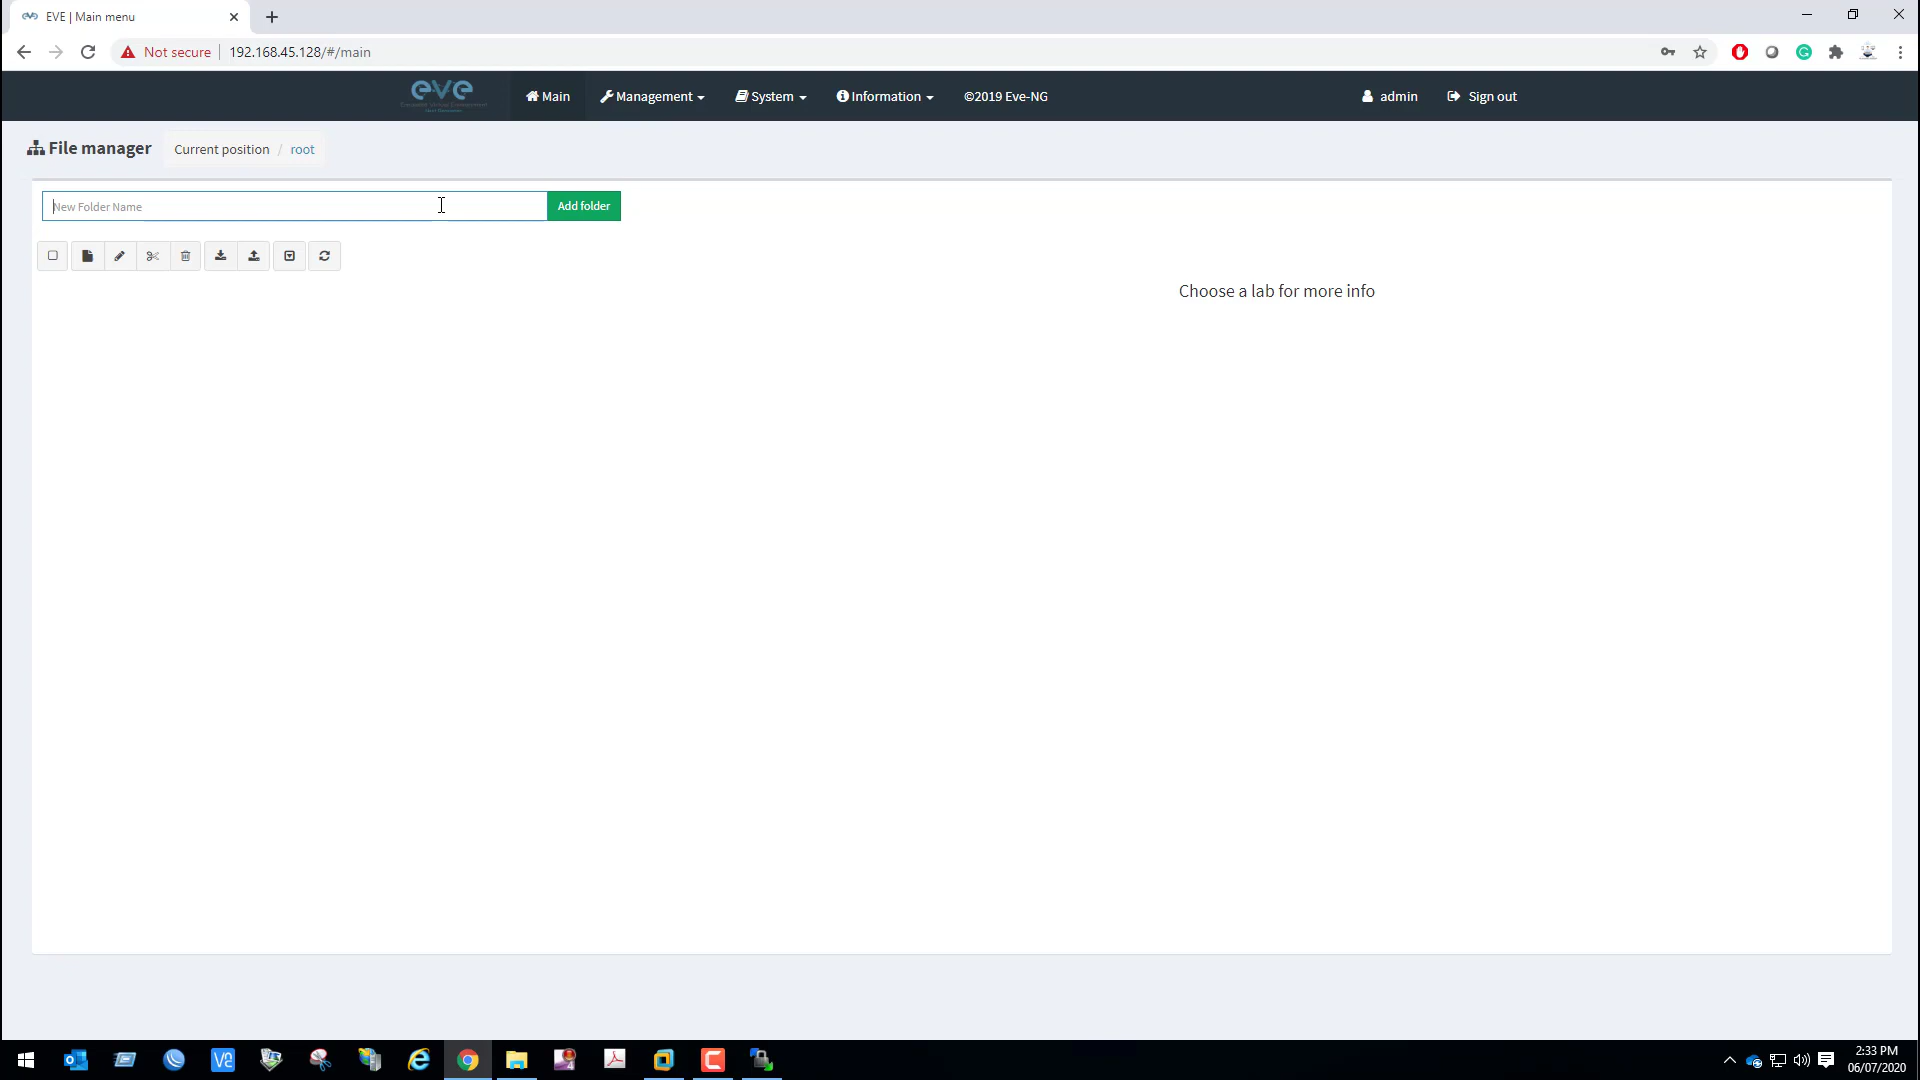 EVE | Main menu
Not secure
192.168.45.128/#/main
eve
Main
Management
System
Information
©2019 Eve-NG
admin
Sign out
File manager
Current position / root
New Folder Name
Add folder
Choose a lab for more info
2:33 PM
06/07/2020